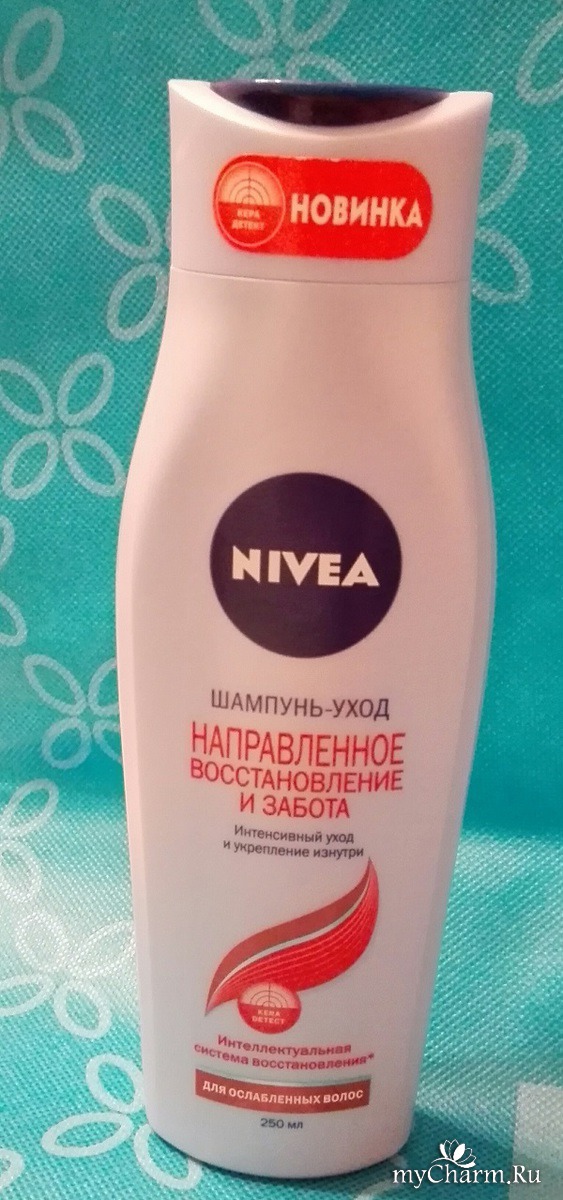 КЕРА
ДЕТЕКТ
НОВИНКА
NIVEA
ШАМПУНЬ-УХОД
НАПРАВЛЕННОЕ
ВОССТАНОВЛЕНИЕ
И ЗАБОТА
Интенсивный уход
и укрепление изнутри
KERA
DETECT
Интеллектуальная
система восстановления*
ДЛЯ ОСЛАБЛЕННЫХ ВОЛОС
250 мл
myCharm.Ru